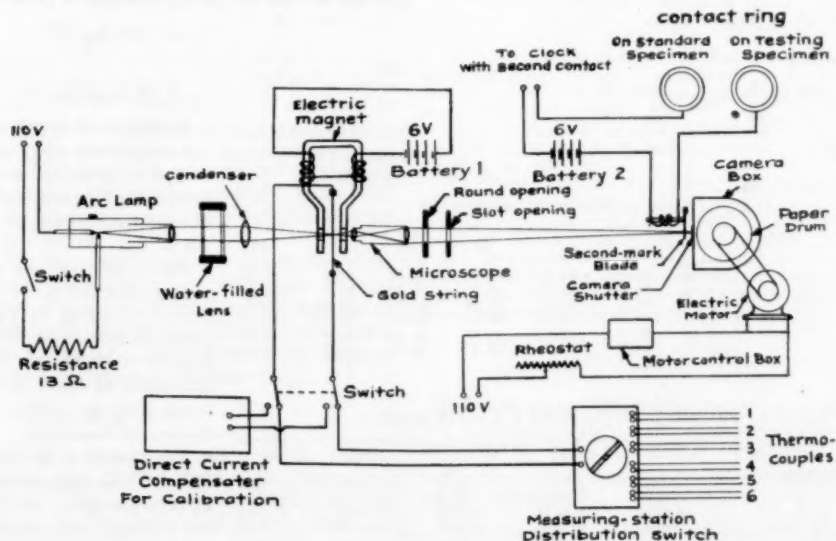 contact ring
On Standard
Specimen
On Testing
Specimen
To Clock
with Second contact
Electric
magnet
110 V
6V
Battery 1
6V
Battery 2
Camera
Box
Condenser
Round opening
Slot opening
Arc Lamp
Paper
Drum
Switch
Water-filled
Lens
Microscope
Gold String
Second-mark
Blade
Camera
Shutter
Electric
Motor
Resistance
13 Ω
Rheostat
Motor control Box
Switch
110 V
Direct Current
Compensater
For Calibration
1
2
3
4
5
6
Thermo-
couples
Measuring-station
Distribution Switch